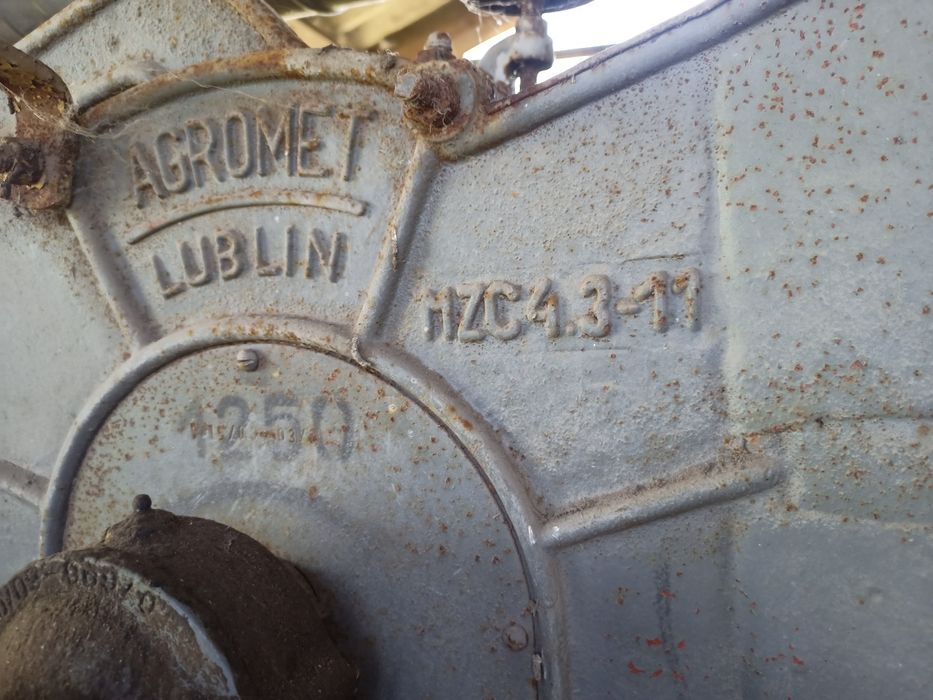 AGROMET
LUBLIN
MZC4.3-11
1250